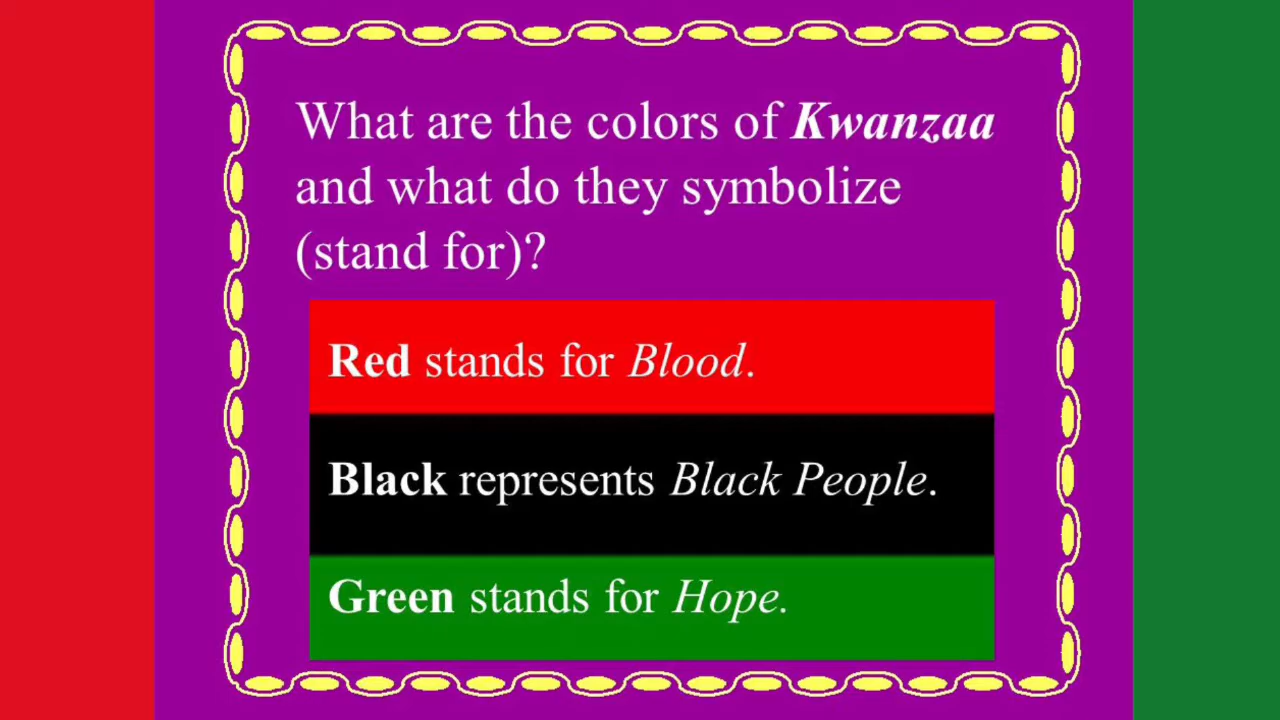 What are the colors of Kwanzaa
and what do they symbolize
(stand for)?
Red stands for Blood.
Black represents Black People.
Green stands for Hope.